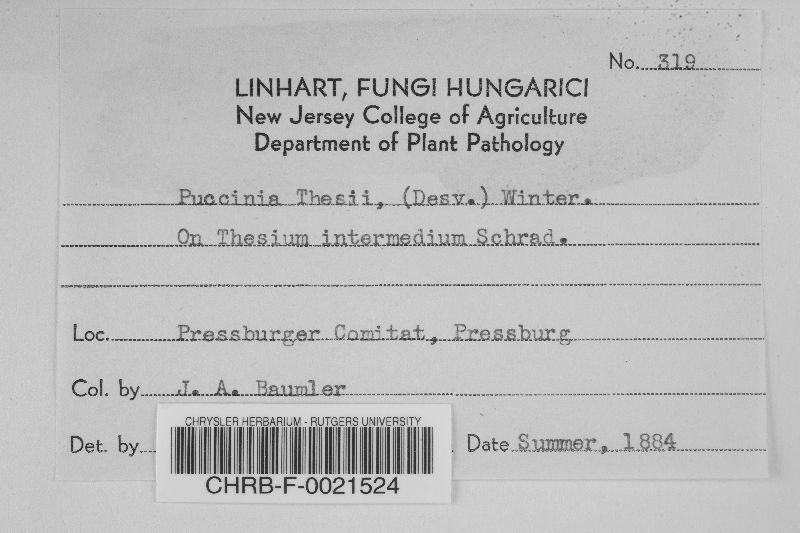 No. 319
LINHART, FUNGI HUNGARICI
New Jersey College of Agriculture
Department of Plant Pathology
Puccinia Thesii, (Desv.) Winter.
On Thesium intermedium Schrad.
Loc. Pressburger Comitat, Pressburg
Col. by J. A. Baumler
Det. by Date Summer, 1884
CHRYSLER HERBARIUM - RUTGERS UNIVERSITY
CHRB-F-0021524